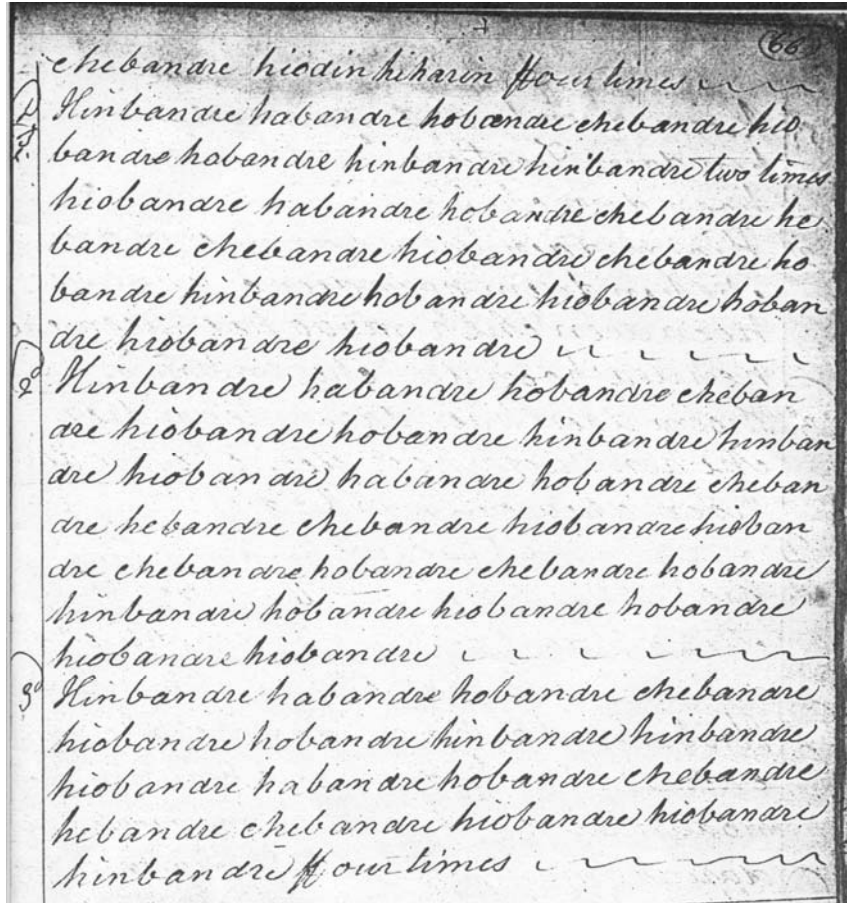 66
chebandre hiodin hiharin ffour times
1st Hinbandre habandre hobandre chebandre hio
bandre hobandre hinbandre hinbandre two times
hiobandre habandre hobandre chebandre he
bandre chebandre hiobandre chebandre ho
bandre hinbandre hobandre hiobandre hoban
dre hiobandre hiobandre
2d Hinbandre habandre hobandre cheban
dre hiobandre hobandre hinbandre hinban
dre hiobandre habandre hobandre cheban
dre hebandre chebandre hiobandre hioban
dre chebandre hobandre chebandre hobandre
hinbandre hobandre hiobandre hobandre
hiobandre hiobandre
3d Hinbandre habandre hobandre chebandre
hiobandre hobandre hinbandre hinbandre
hiobandre habandre hobandre chebandre
hebandre chebandre hiobandre hiobandre
hinbandre ffour times